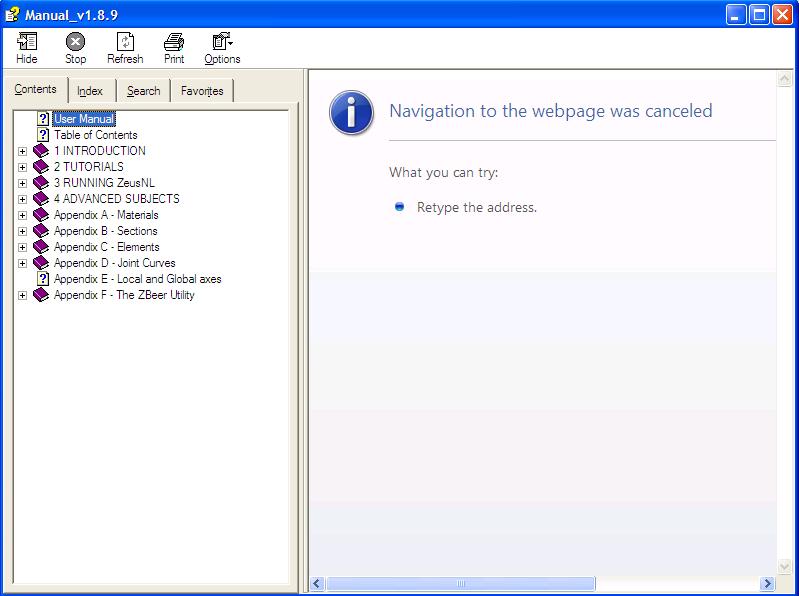 Manual_v1.8.9
Hide Stop Refresh Print Options
Contents Index Search Favorites
User Manual
Table of Contents
1 INTRODUCTION
2 TUTORIALS
3 RUNNING ZeusNL
4 ADVANCED SUBJECTS
Appendix A - Materials
Appendix B - Sections
Appendix C - Elements
Appendix D - Joint Curves
Appendix E - Local and Global axes
Appendix F - The ZBeer Utility
Navigation to the webpage was canceled
What you can try:
Retype the address.